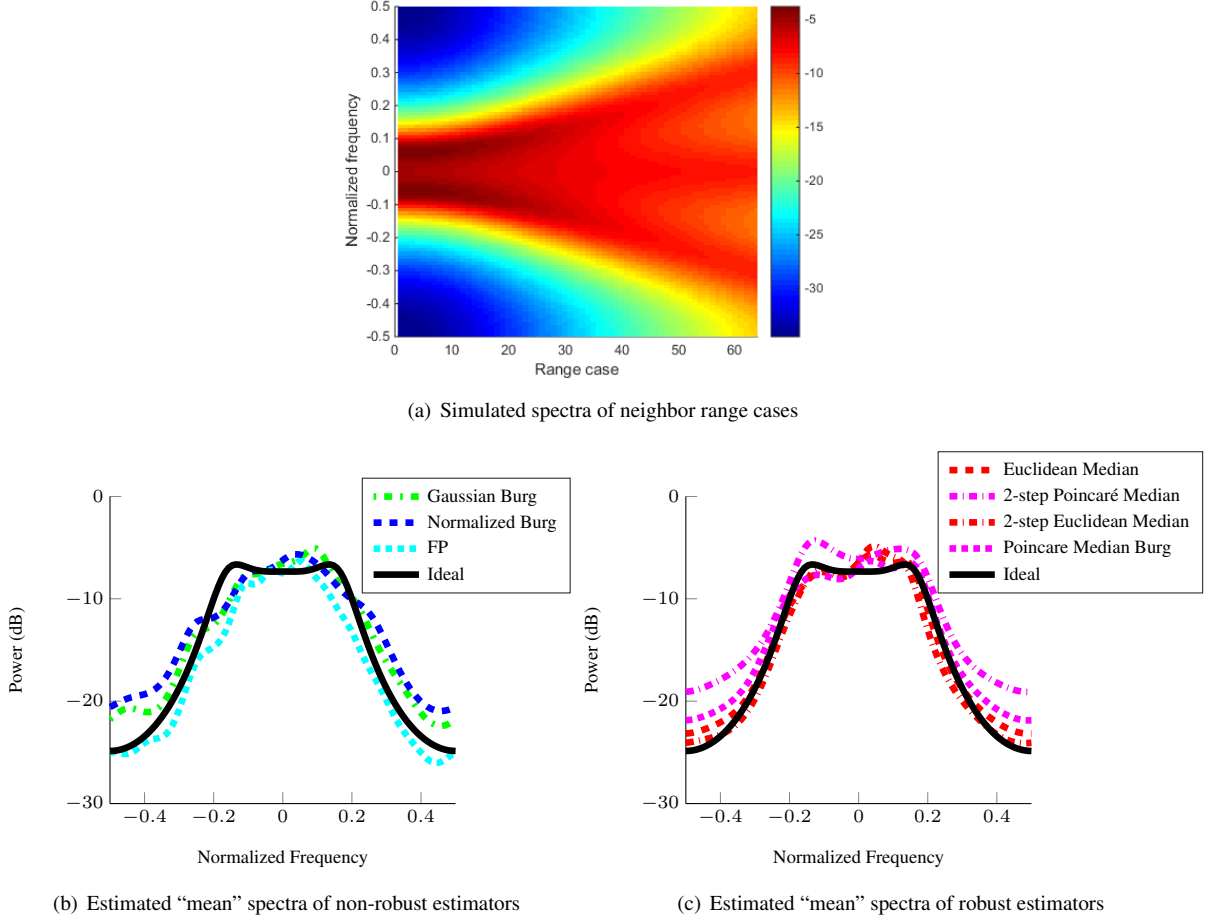 0.5
0.4
0.3
0.2
0.1
0
-0.1
-0.2
-0.3
-0.4
-0.5
Normalized frequency
0 10 20 30 40 50 60
Range case
-5
-10
-15
-20
-25
-30
(a) Simulated spectra of neighbor range cases
0
−10
−20
−30
Power (dB)
−0.4 −0.2 0 0.2 0.4
Normalized Frequency
Gaussian Burg
Normalized Burg
FP
Ideal
(b) Estimated “mean” spectra of non-robust estimators
0
−10
−20
−30
Power (dB)
−0.4 −0.2 0 0.2 0.4
Normalized Frequency
Euclidean Median
2-step Poincaré Median
2-step Euclidean Median
Poincare Median Burg
Ideal
(c) Estimated “mean” spectra of robust estimators